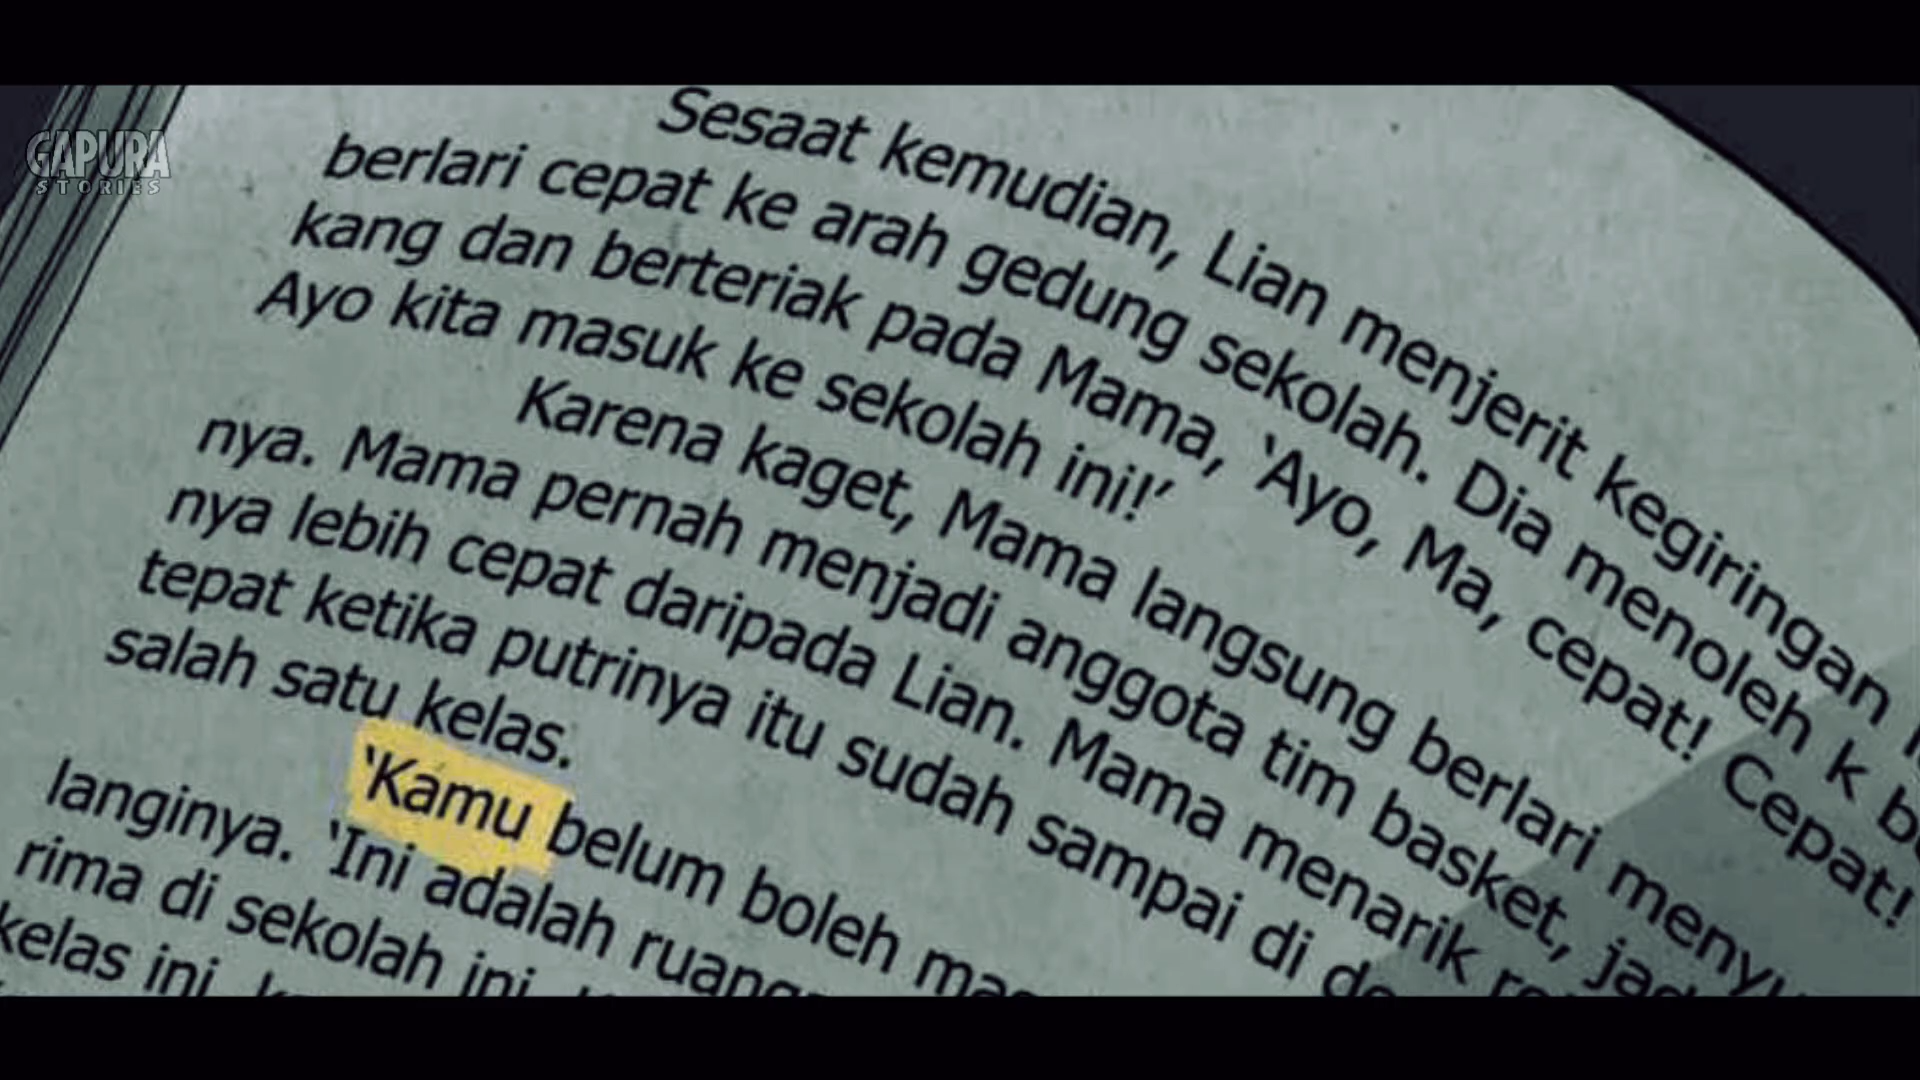 GAPURA
STORIES
Sesaat kemudian, Lian menjerit kegiringan
berlari cepat ke arah gedung sekolah. Dia menoleh k b
kang dan berteriak pada Mama, ‘Ayo, Ma, cepat! Cepat!
Ayo kita masuk ke sekolah ini!’
Karena kaget, Mama langsung berlari
nya. Mama pernah menjadi anggota tim basket,
nya lebih cepat daripada Lian. Mama menarik
tepat ketika putrinya itu sudah sampai di
salah satu kelas.
‘Kamu belum boleh
langinya. ‘Ini adalah
rima di sekolah ini,
kelas ini,